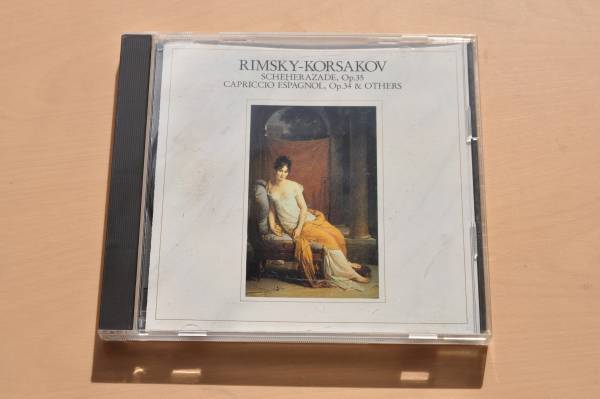 RIMSKY-KORSAKOV
SCHEHERAZADE, Op.35
CAPRICCIO ESPAGNOL, Op.34 & OTHERS